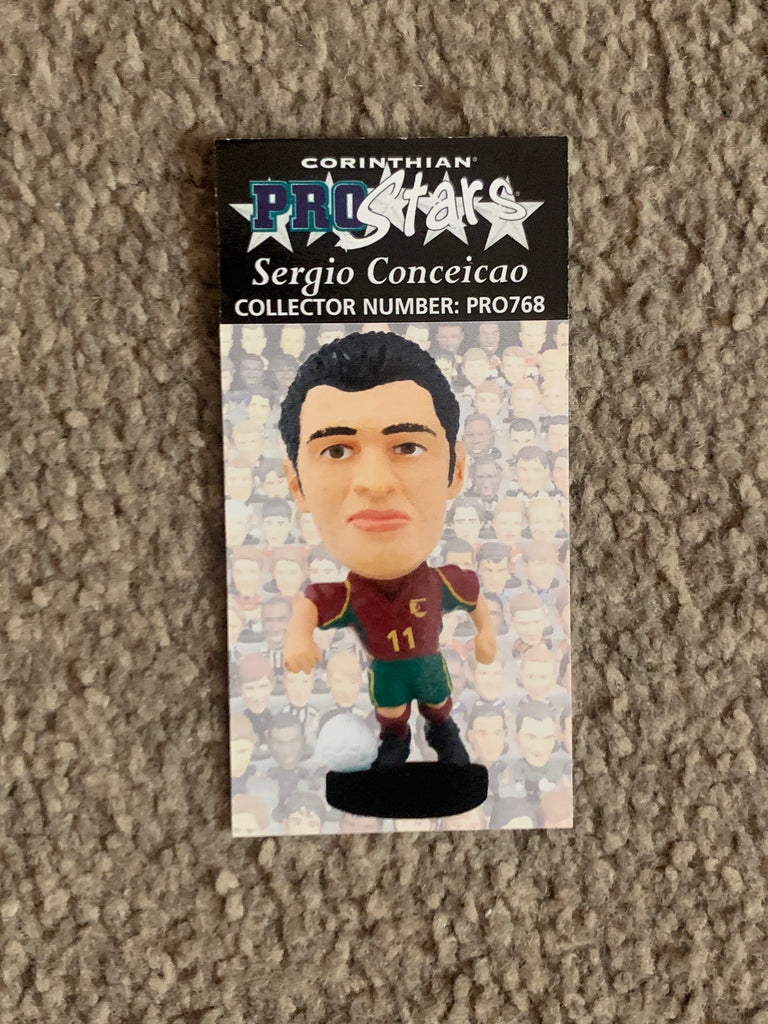 CORINTHIAN®
PROStars®
Sergio Conceicao
COLLECTOR NUMBER: PRO768
11